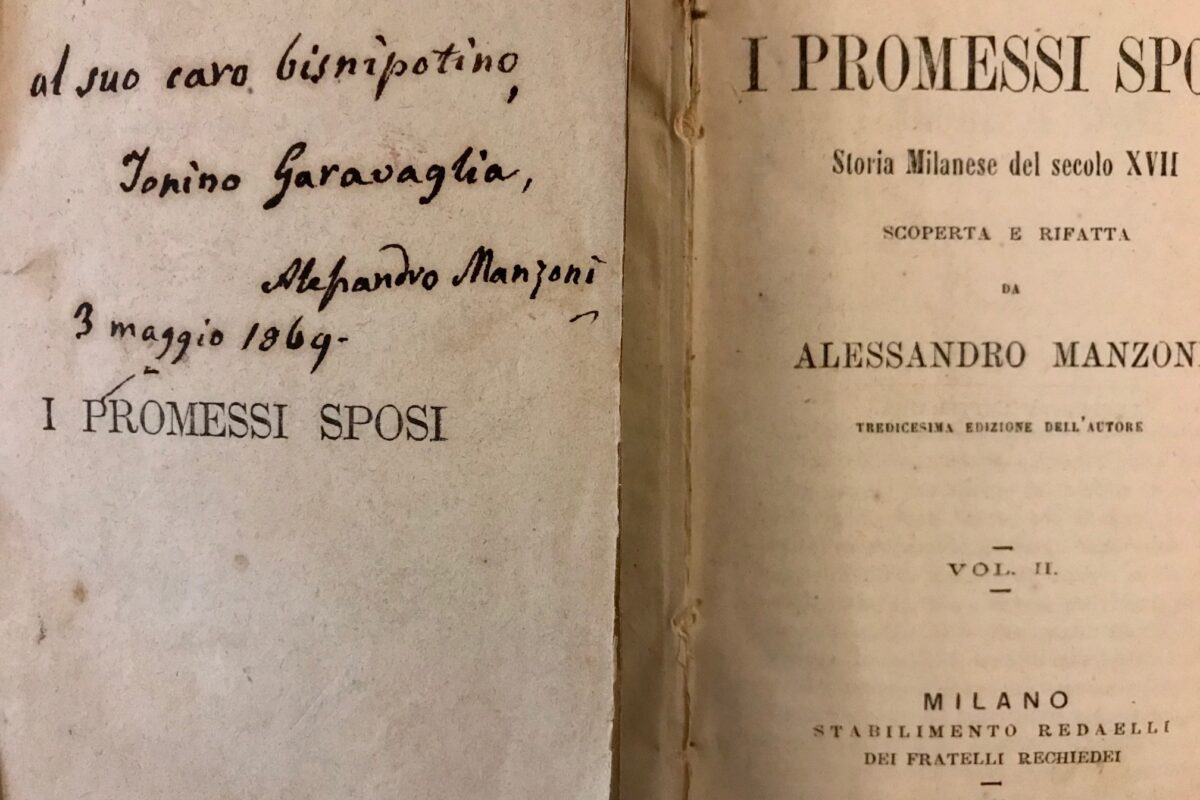 al suo caro bisnipotino,
Tonino Garavaglia,
Alessandro Manzoni
3 maggio 1869.
I PROMESSI SPOSI
I PROMESSI SPO
Storia Milanese del secolo XVII
SCOPERTA E RIFATTA
DA
ALESSANDRO MANZONI
TREDICESIMA EDIZIONE DELL'AUTORE
VOL. II.
MILANO
STABILIMENTO REDAELLI
DEI FRATELLI RECHIEDEI